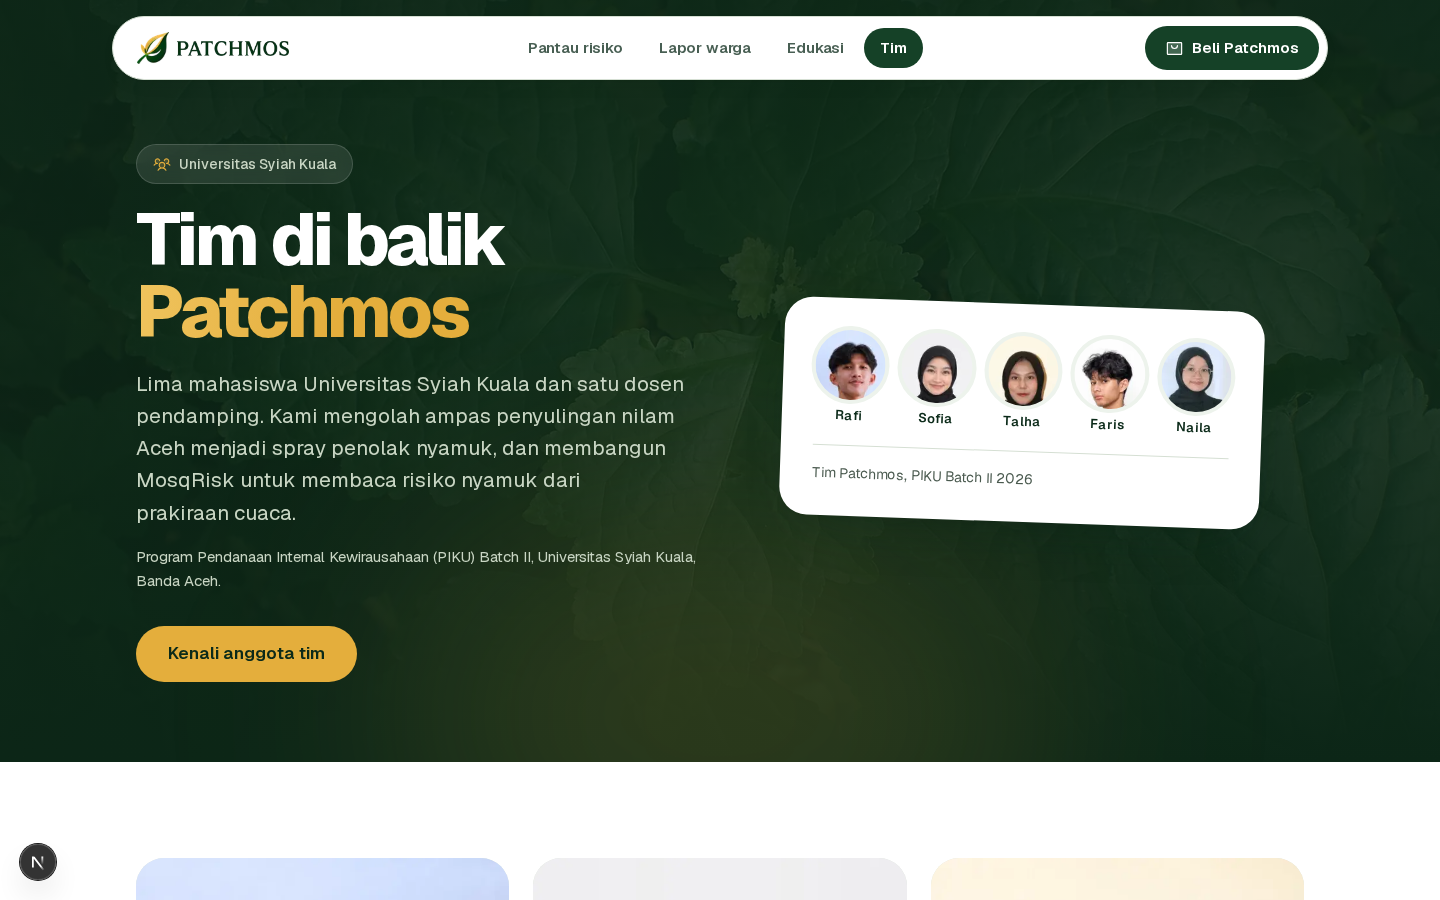 PATCHMOS
Pantau risiko
Lapor warga
Edukasi
Tim
Beli Patchmos
Universitas Syiah Kuala
Tim di balik
Patchmos
Lima mahasiswa Universitas Syiah Kuala dan satu dosen
pendamping. Kami mengolah ampas penyulingan nilam
Aceh menjadi spray penolak nyamuk, dan membangun
MosqRisk untuk membaca risiko nyamuk dari
prakiraan cuaca.
Program Pendanaan Internal Kewirausahaan (PIKU) Batch II, Universitas Syiah Kuala,
Banda Aceh.
Kenali anggota tim
Rafi
Sofia
Talha
Faris
Naila
Tim Patchmos, PIKU Batch II 2026
N